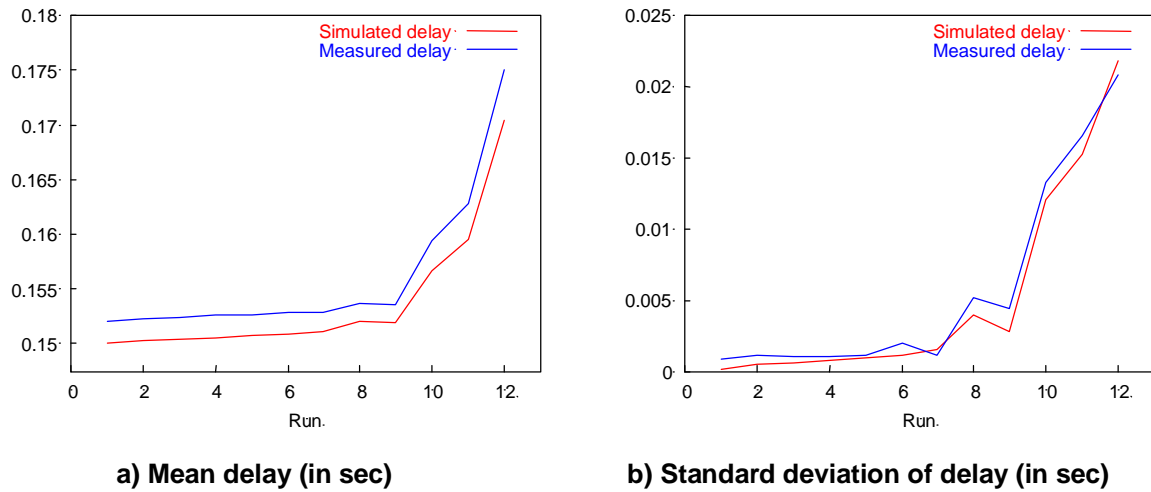 0.18
0.175
0.17
0.165
0.16
0.155
0.15
0 2 4 6 8 10 12
Run
Simulated delay
Measured delay
a) Mean delay (in sec)
0.025
0.02
0.015
0.01
0.005
0
0 2 4 6 8 10 12
Run
Simulated delay
Measured delay
b) Standard deviation of delay (in sec)